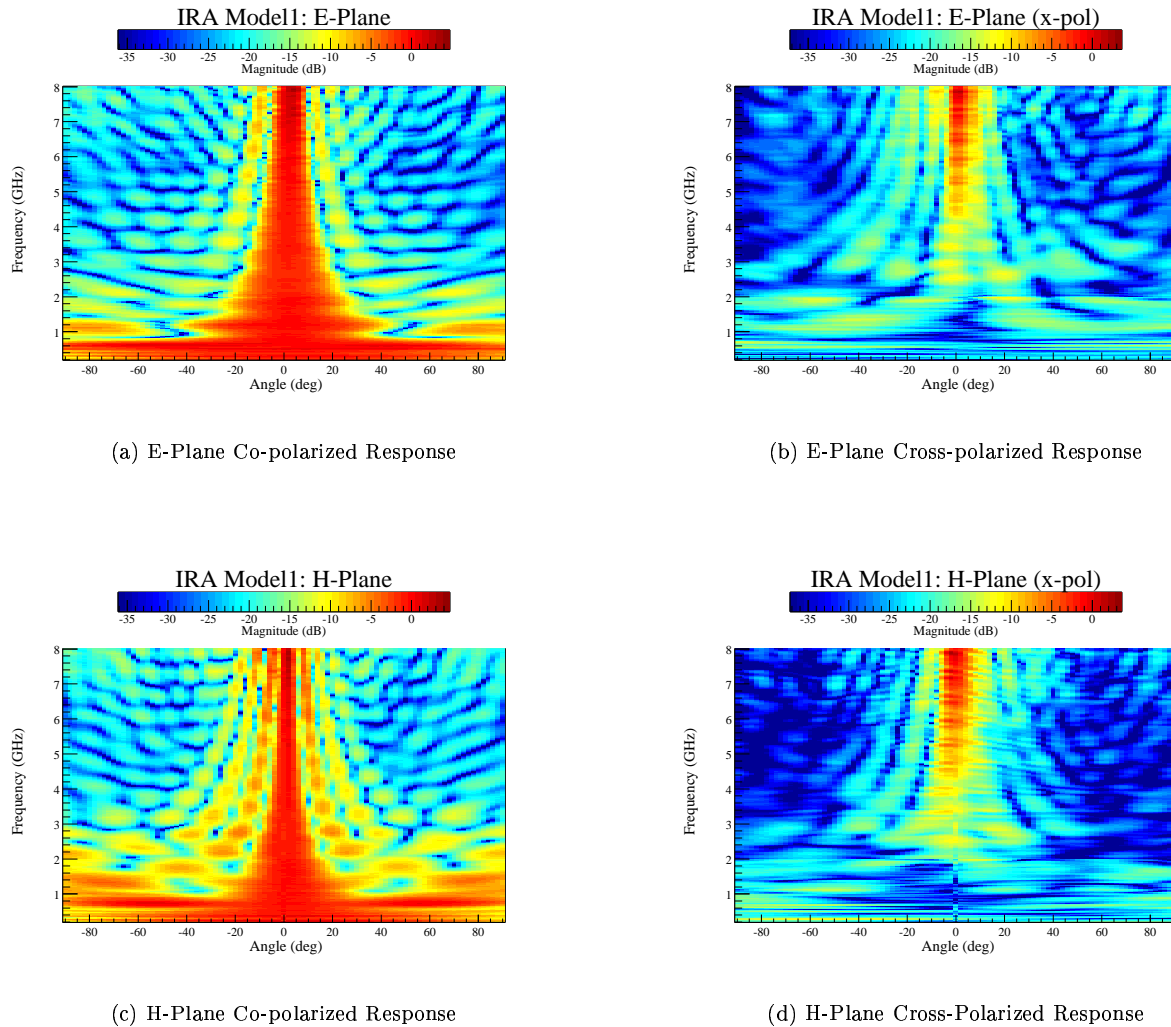 IRA Model1: E-Plane
-35 -30 -25 -20 -15 -10 -5 0
Magnitude (dB)
Frequency (GHz)
8
7
6
5
4
3
2
1
-80 -60 -40 -20 0 20 40 60 80
Angle (deg)
(a) E-Plane Co-polarized Response
IRA Model1: E-Plane (x-pol)
-35 -30 -25 -20 -15 -10 -5 0
Magnitude (dB)
Frequency (GHz)
8
7
6
5
4
3
2
1
-80 -60 -40 -20 0 20 40 60 80
Angle (deg)
(b) E-Plane Cross-polarized Response
IRA Model1: H-Plane
-35 -30 -25 -20 -15 -10 -5 0
Magnitude (dB)
Frequency (GHz)
8
7
6
5
4
3
2
1
-80 -60 -40 -20 0 20 40 60 80
Angle (deg)
(c) H-Plane Co-polarized Response
IRA Model1: H-Plane (x-pol)
-35 -30 -25 -20 -15 -10 -5 0
Magnitude (dB)
Frequency (GHz)
8
7
6
5
4
3
2
1
-80 -60 -40 -20 0 20 40 60 80
Angle (deg)
(d) H-Plane Cross-Polarized Response